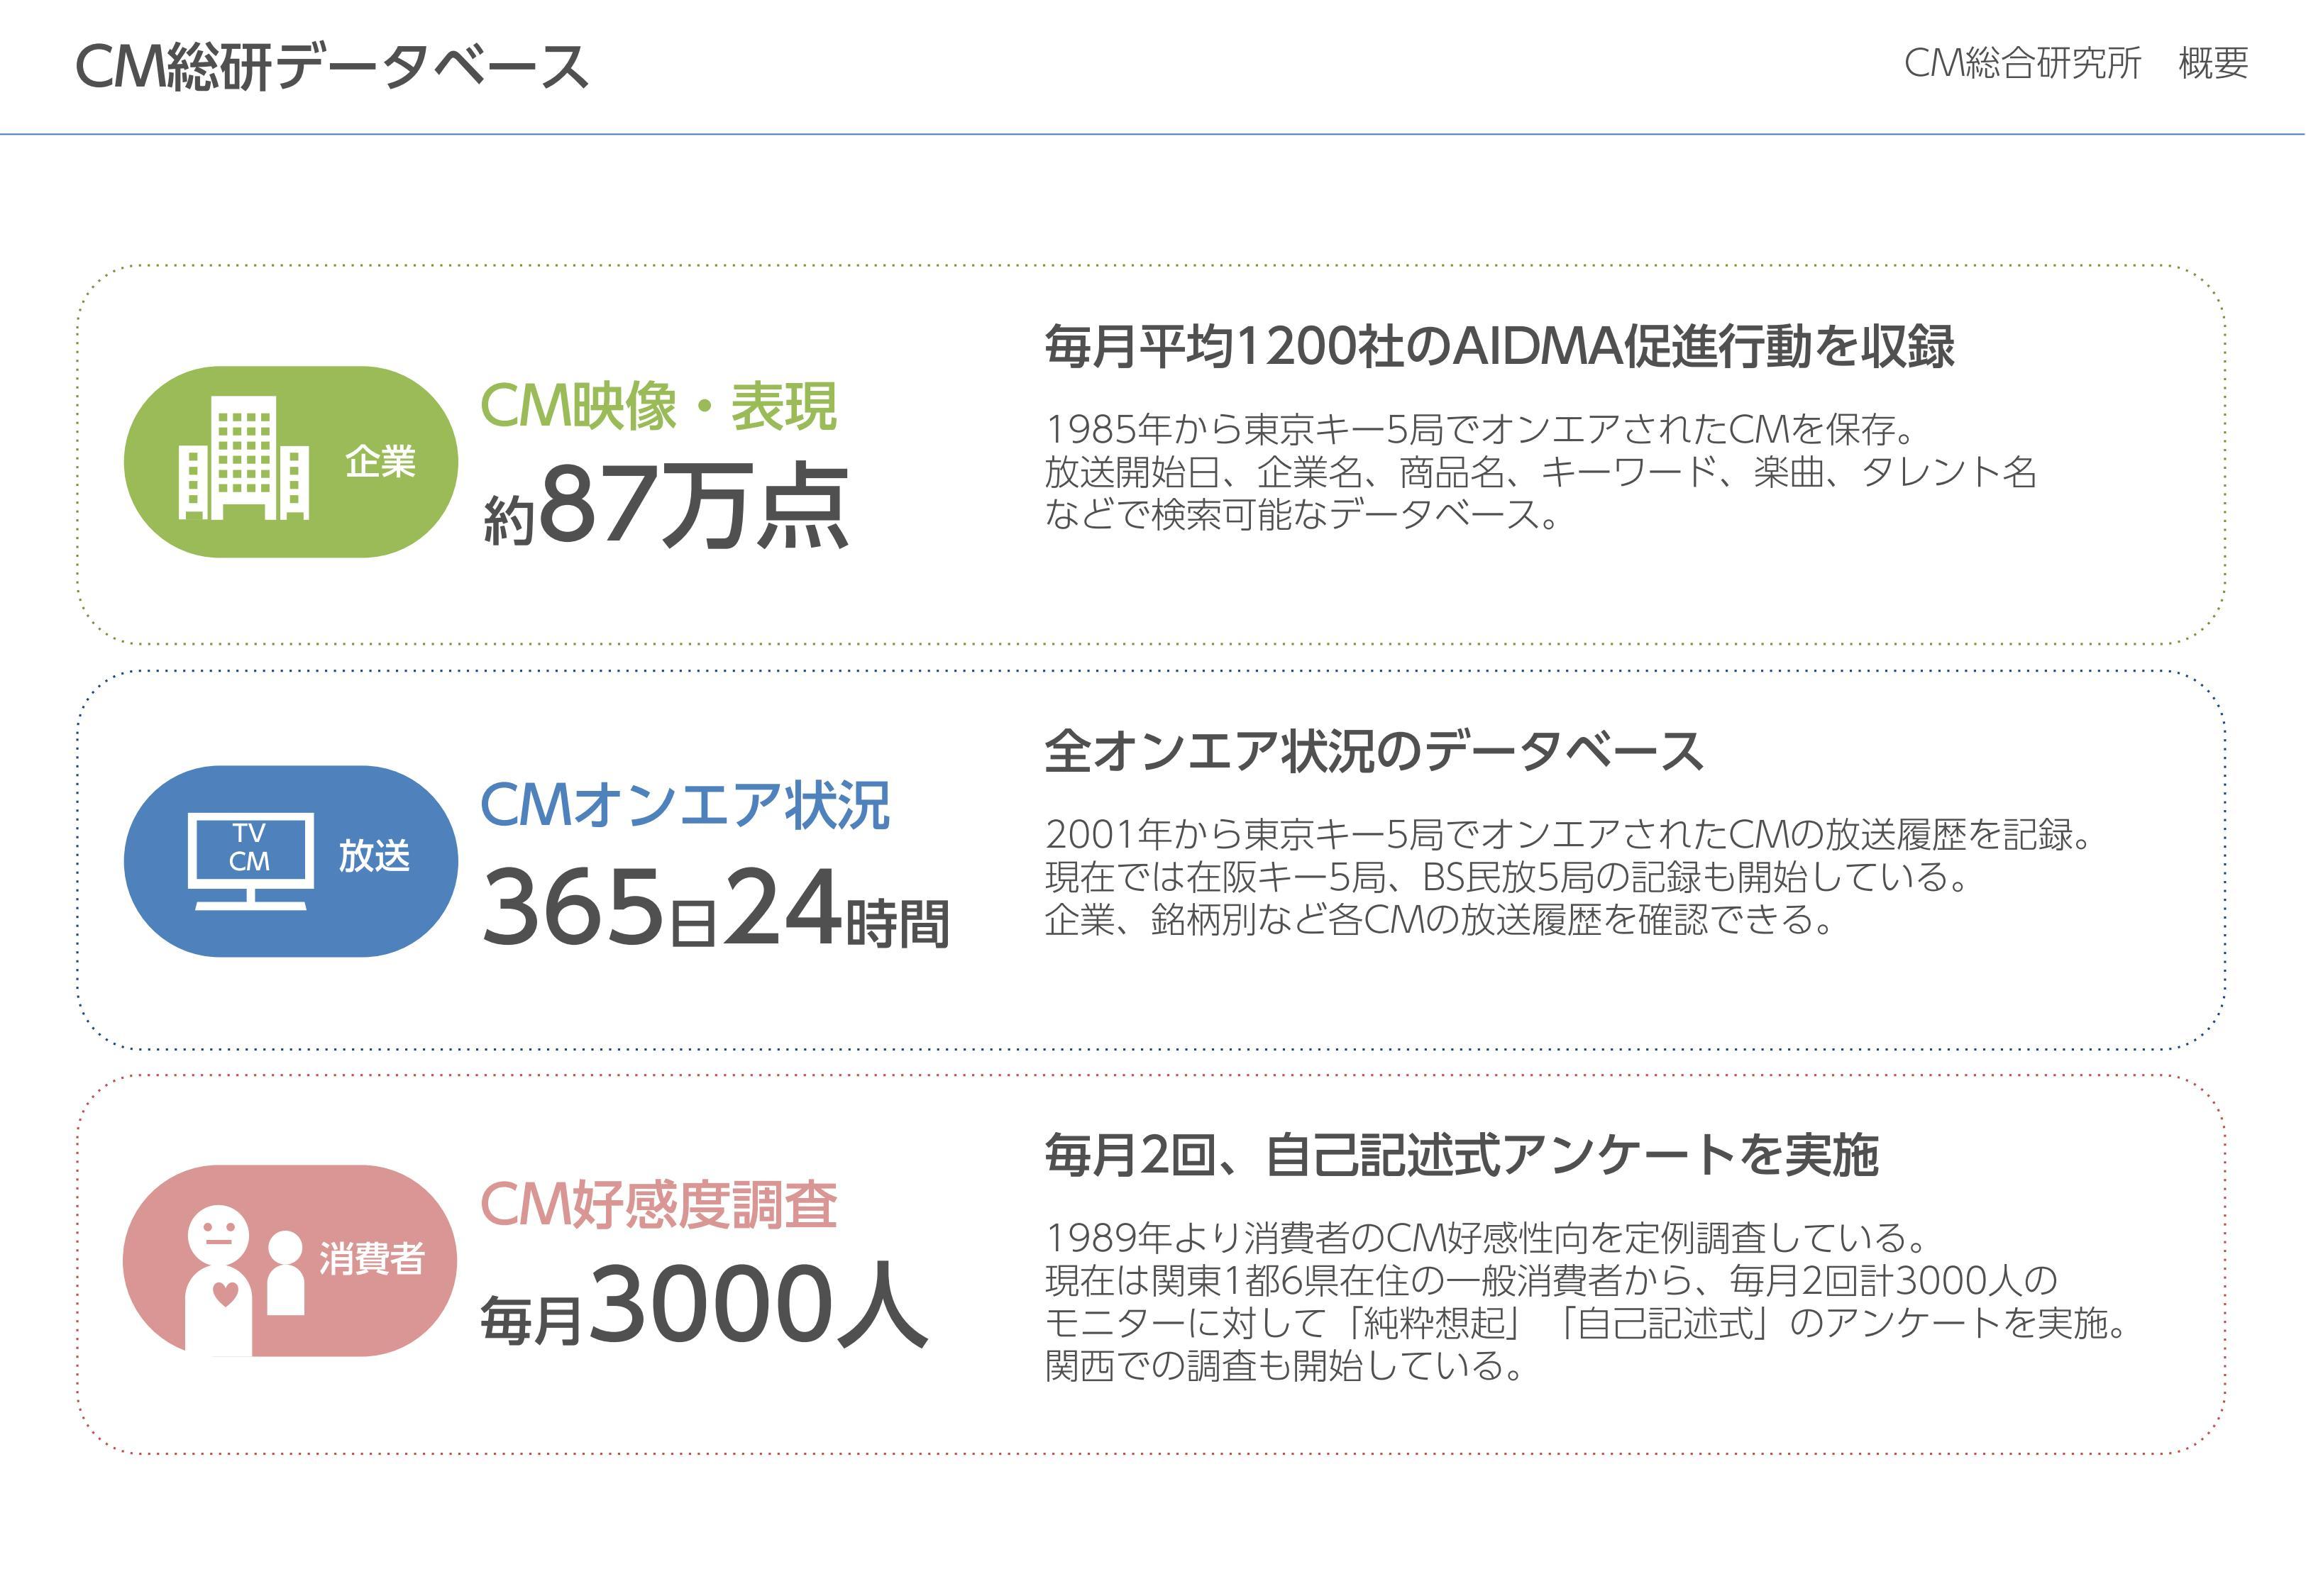 CM総研データベース
CM総合研究所　概要
企業
CM映像・表現
約87万点
毎月平均1200社のAIDMA促進行動を収録
1985年から東京キー5局でオンエアされたCMを保存。
放送開始日、企業名、商品名、キーワード、楽曲、タレント名
などで検索可能なデータベース。
TV
CM
放送
CMオンエア状況
365日24時間
全オンエア状況のデータベース
2001年から東京キー5局でオンエアされたCMの放送履歴を記録。
現在では在阪キー5局、BS民放5局の記録も開始している。
企業、銘柄別など各CMの放送履歴を確認できる。
消費者
CM好感度調査
毎月3000人
毎月2回、自己記述式アンケートを実施
1989年より消費者のCM好感性向を定例調査している。
現在は関東1都6県在住の一般消費者から、毎月2回計3000人の
モニターに対して「純粋想起」「自己記述式」のアンケートを実施。
関西での調査も開始している。